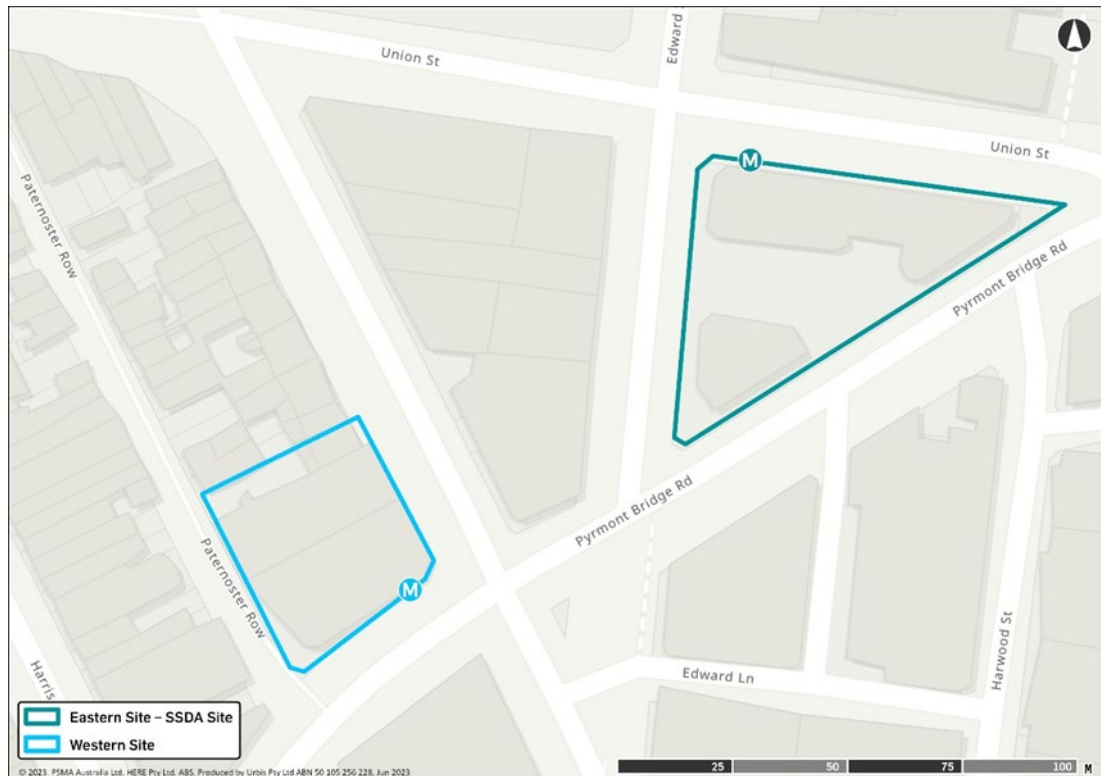 Union St
Edward S
Union St
M
Paternoster Row
Pyrmont Bridge Rd
Pyrmont Bridge Rd
M
Paternoster Row
Harwood St
Edward Ln
Harris
Eastern Site – SSDA Site
Western Site
© 2023. PSMA Australia Ltd, HERE Pty Ltd. ABS. Produced by Urbis Pty Ltd ABN 50 105 256 228, Jun 2023
25 50 75 100 M